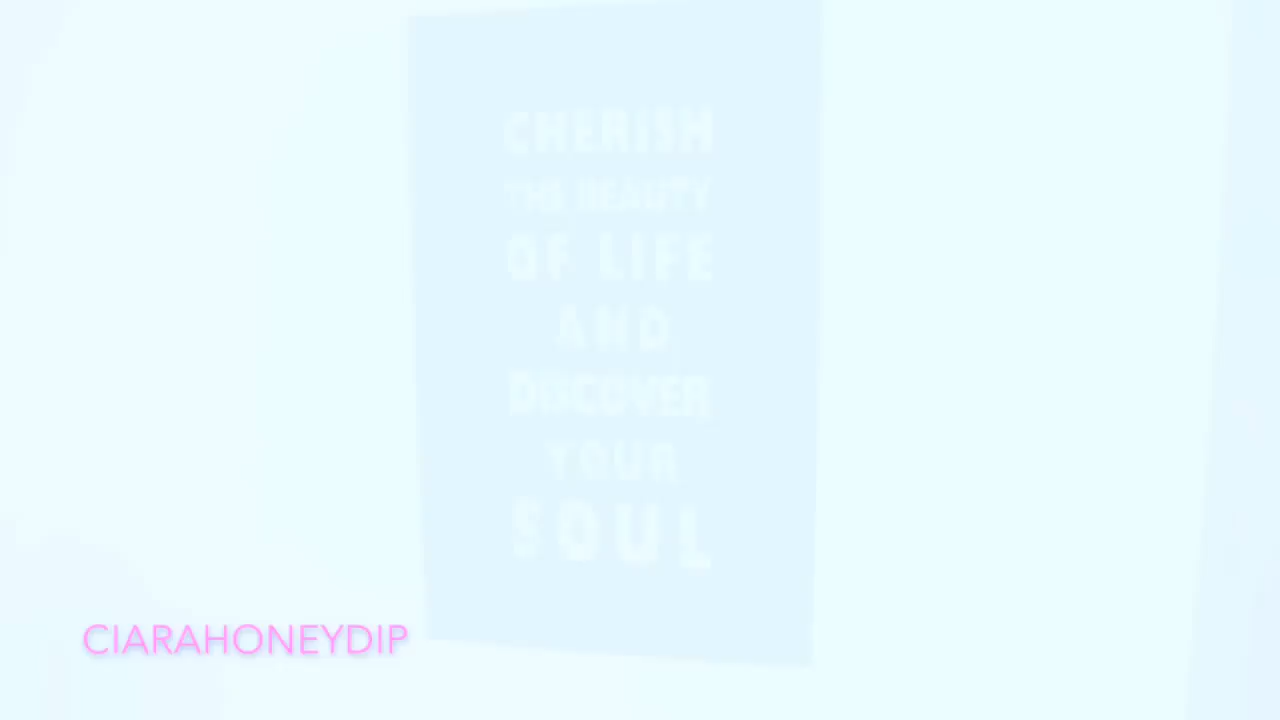 CHERISH
THE BEAUTY
OF LIFE
AND
DISCOVER
YOUR
SOUL
CIARAHONEYDIP